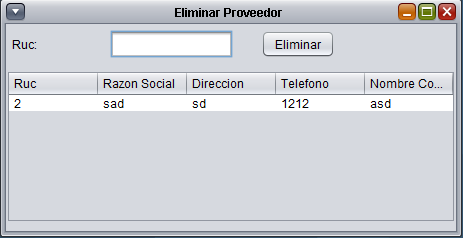 Eliminar Proveedor
Ruc: Eliminar
Ruc Razon Social Direccion Telefono Nombre Co...
2 sad sd 1212 asd